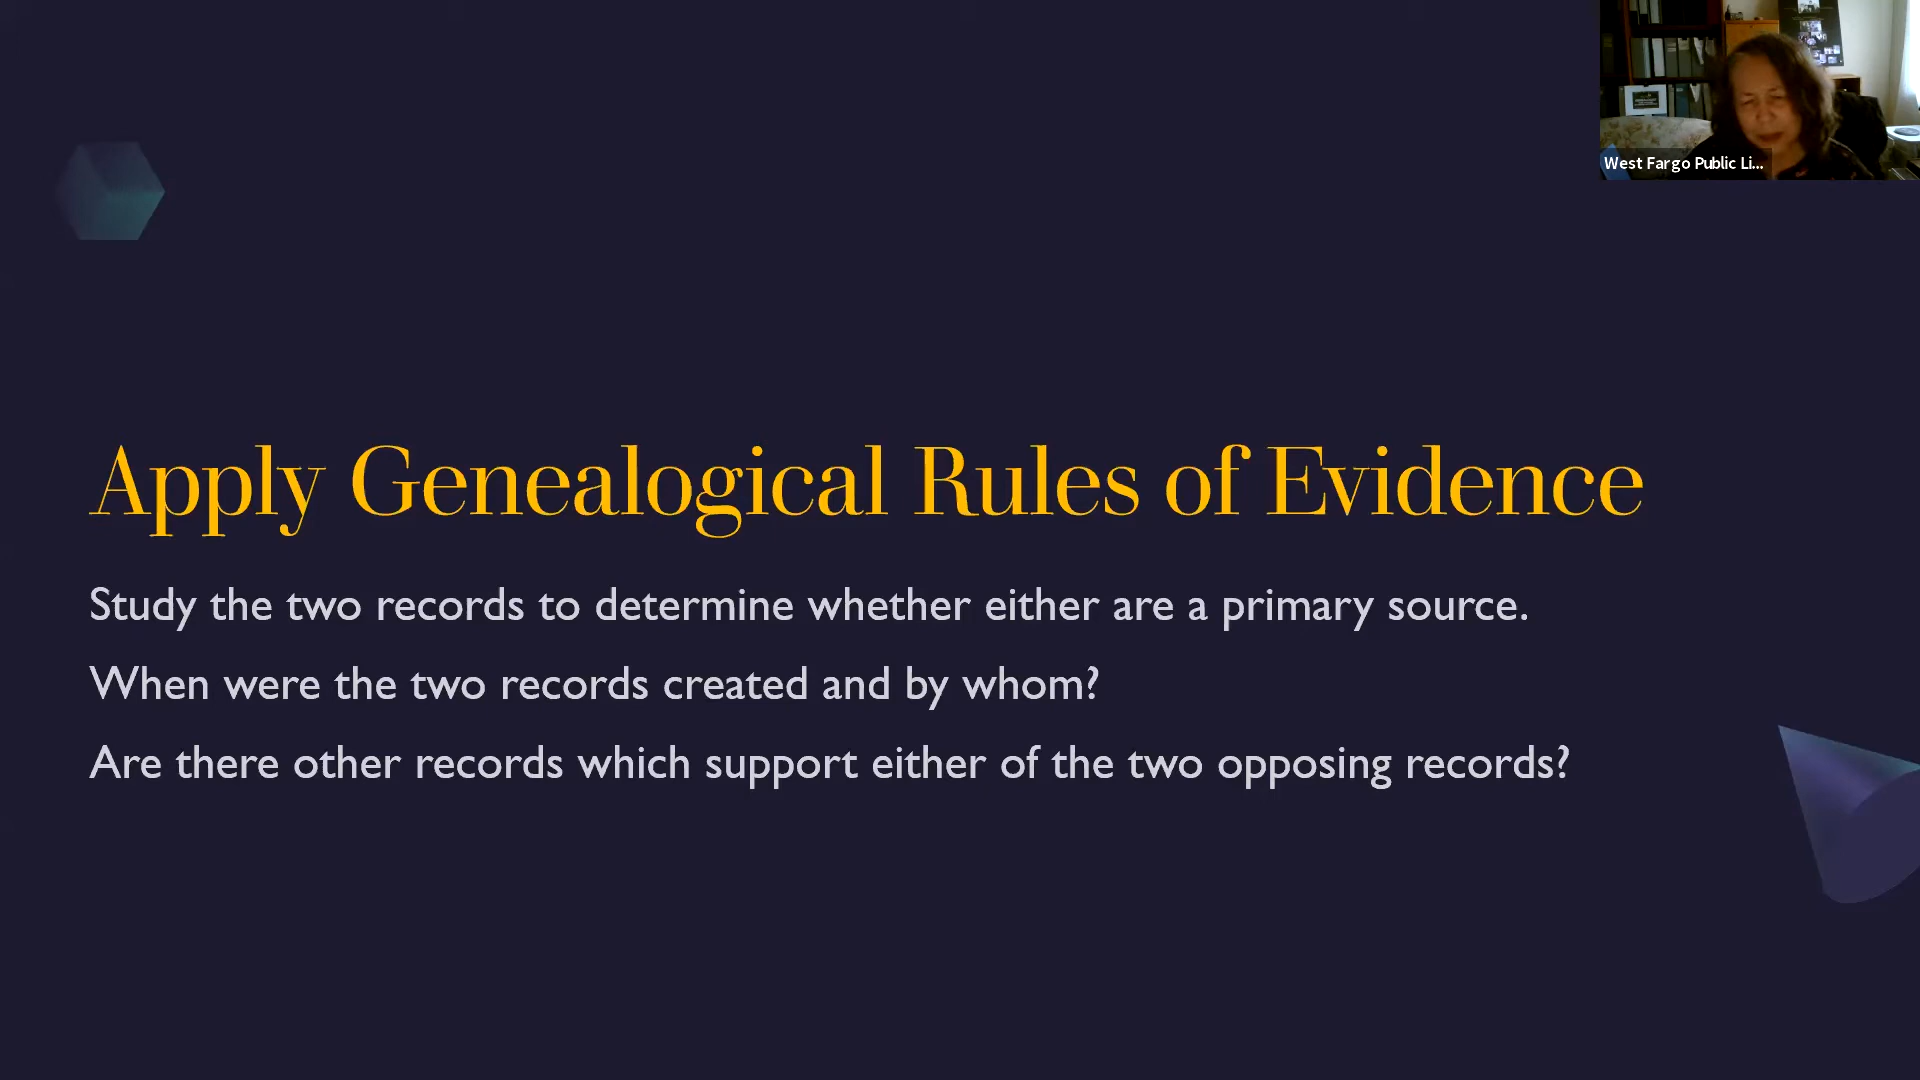 West Fargo Public Li...
Apply Genealogical Rules of Evidence
Study the two records to determine whether either are a primary source.
When were the two records created and by whom?
Are there other records which support either of the two opposing records?